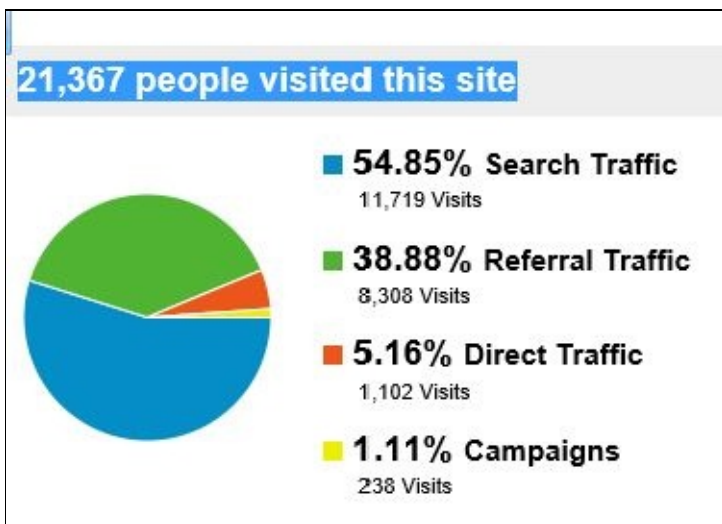 21,367 people visited this site
54.85% Search Traffic
11,719 Visits
38.88% Referral Traffic
8,308 Visits
5.16% Direct Traffic
1,102 Visits
1.11% Campaigns
238 Visits